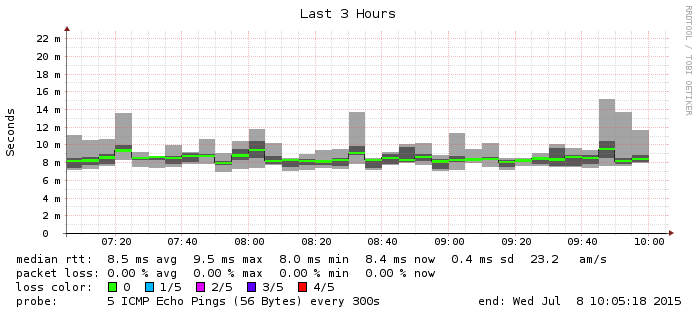 Last 3 Hours
RRDTOOL / TOBI OETIKER
Seconds
22 m
20 m
18 m
16 m
14 m
12 m
10 m
8 m
6 m
4 m
2 m
0
07:20 07:40 08:00 08:20 08:40 09:00 09:20 09:40 10:00
median rtt: 8.5 ms avg 9.5 ms max 8.0 ms min 8.4 ms now 0.4 ms sd 23.2 am/s
packet loss: 0.00 % avg 0.00 % max 0.00 % min 0.00 % now
loss color: 0 1/5 2/5 3/5 4/5
probe: 5 ICMP Echo Pings (56 Bytes) every 300s end: Wed Jul 8 10:05:18 2015